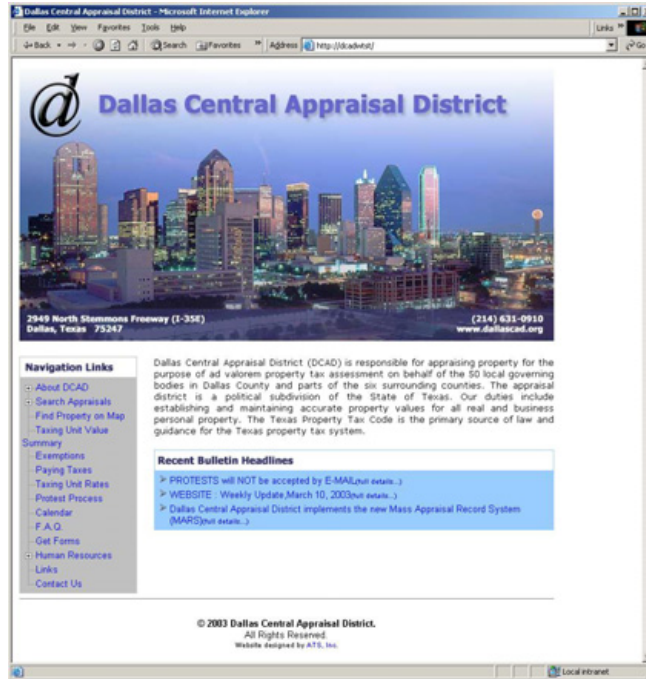 Dallas Central Appraisal District - Microsoft Internet Explorer
File Edit View Favorites Tools Help
Links »
Back Search Favorites » Address http://dcadwtst/ Go
d
Dallas Central Appraisal District
2949 North Stemmons Freeway (I-35E)
Dallas, Texas 75247
(214) 631-0910
www.dallascad.org
Navigation Links
About DCAD
Search Appraisals
Find Property on Map
Taxing Unit Value
Summary
Exemptions
Paying Taxes
Taxing Unit Rates
Protest Process
Calendar
F.A.Q.
Get Forms
Human Resources
Links
Contact Us
Dallas Central Appraisal District (DCAD) is responsible for appraising property for the
purpose of ad valorem property tax assessment on behalf of the 50 local governing
bodies in Dallas County and parts of the six surrounding counties. The appraisal
district is a political subdivision of the State of Texas. Our duties include
establishing and maintaining accurate property values for all real and business
personal property. The Texas Property Tax Code is the primary source of law and
guidance for the Texas property tax system.
Recent Bulletin Headlines
PROTESTS will NOT be accepted by E-MAIL(full details...)
WEBSITE : Weekly Update,March 10, 2003(full details...)
Dallas Central Appraisal District implements the new Mass Appraisal Record System
(MARS)(full details...)
© 2003 Dallas Central Appraisal District.
All Rights Reserved.
Website designed by ATS, Inc.
Local intranet